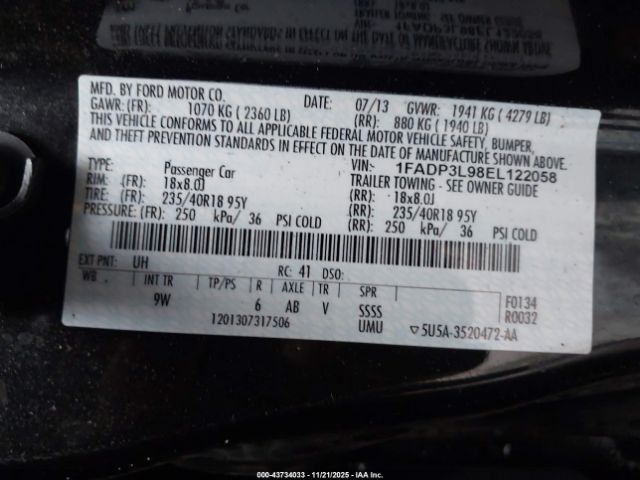 MFD. BY FORD MOTOR CO. DATE: 07/13 GVWR: 1941 KG ( 4279 LB)
GAWR: (FR): 1070 KG ( 2360 LB) (RR): 880 KG ( 1940 LB)
THIS VEHICLE CONFORMS TO ALL APPLICABLE FEDERAL MOTOR VEHICLE SAFETY, BUMPER,
AND THEFT PREVENTION STANDARDS IN EFFECT ON THE DATE OF MANUFACTURE SHOWN ABOVE.
VIN: 1FADP3L98EL122058
TYPE: Passenger Car TRAILER TOWING - SEE OWNER GUIDE
RIM: (FR): 18x8.0J (RR): 18x8.0J
TIRE: (FR): 235/40R18 95Y (RR): 235/40R18 95Y
PRESSURE: (FR): 250 kPa/ 36 PSI COLD (RR): 250 kPa/ 36 PSI COLD
EXT PNT: UH RC: 41 DSO:
WB INT TR TP/PS R AXLE TR SPR
9W 6 AB V SSSS F0134
R0032
1201307317506 UMU ▽5U5A-3520472-AA
000-43734033 - 11/21/2025 - IAAI.COM